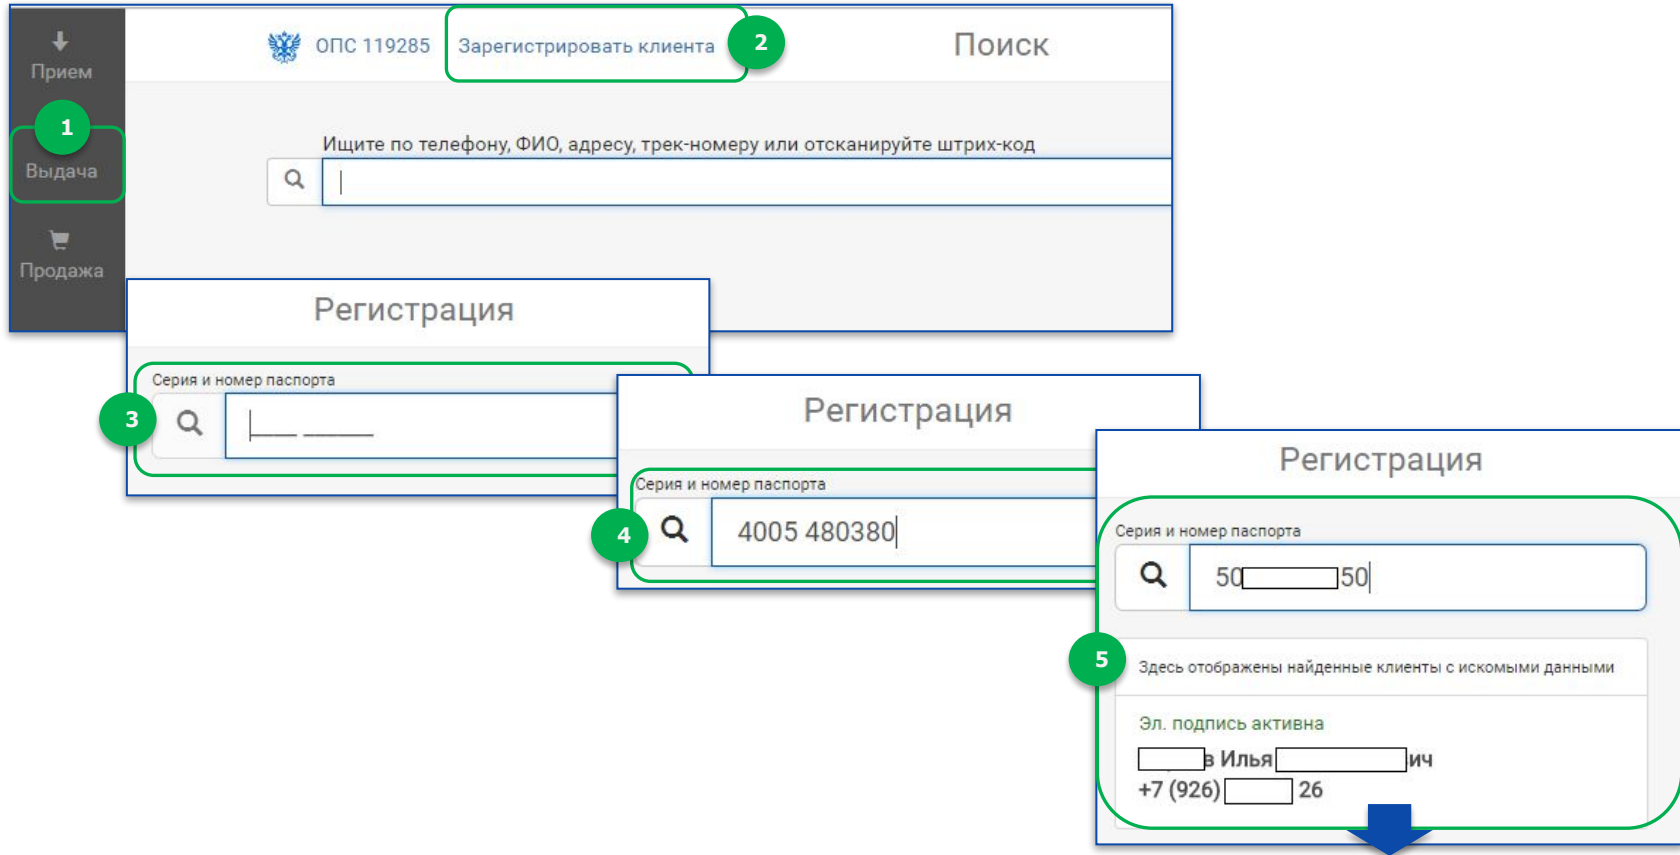 Прием
1
Выдача
Продажа
ОПС 119285 Зарегистрировать клиента 2 Поиск
Ищите по телефону, ФИО, адресу, трек-номеру или отсканируйте штрих-код
Регистрация
Серия и номер паспорта
3
Регистрация
Серия и номер паспорта
4 4005 480380
Регистрация
Серия и номер паспорта
50 50
5 Здесь отображены найденные клиенты с искомыми данными
Эл. подпись активна
в Илья ич
+7 (926) 26